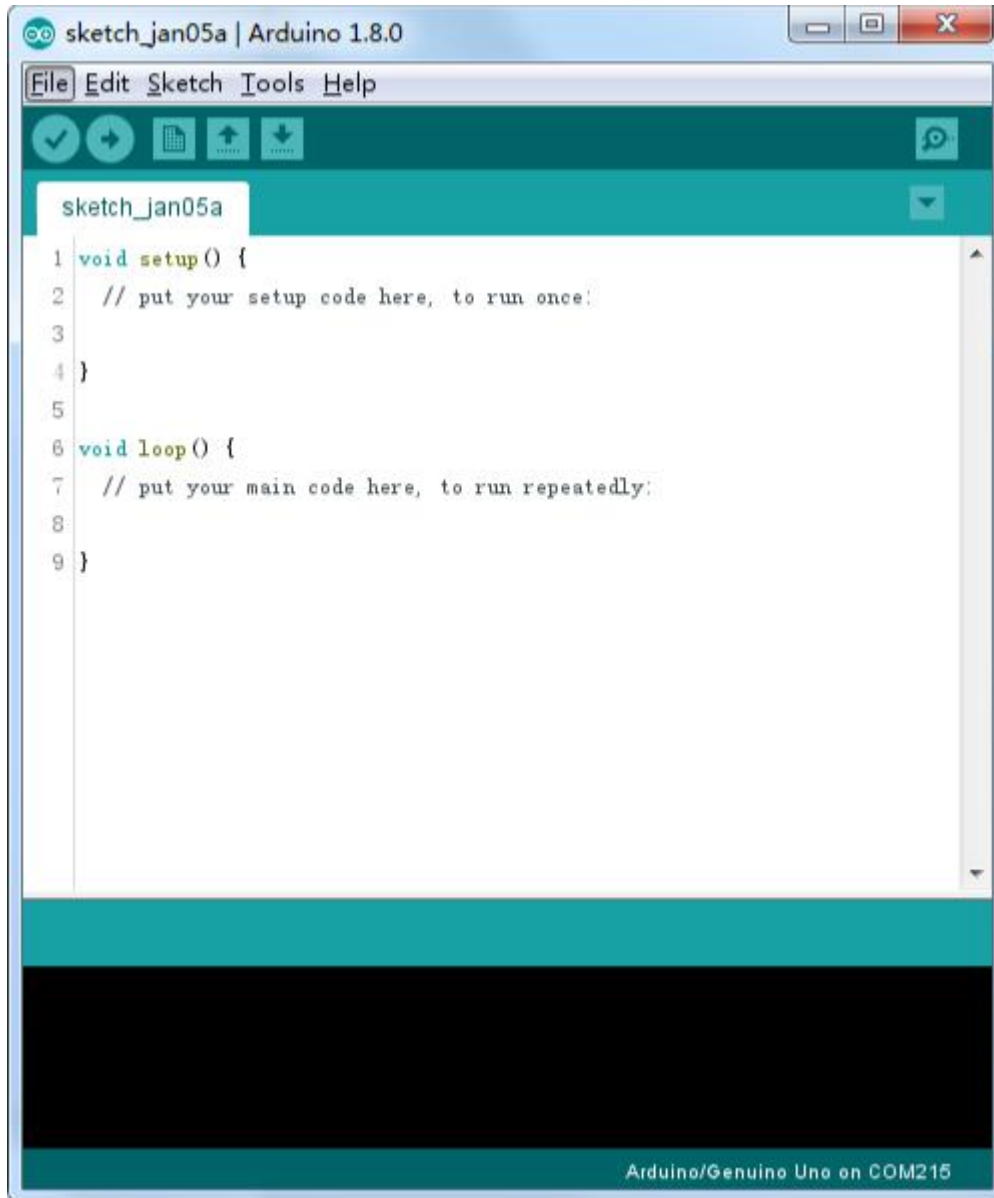 sketch_jan05a | Arduino 1.8.0
File Edit Sketch Tools Help
sketch_jan05a
1 void setup() {
2 // put your setup code here, to run once:
3
4 }
5
6 void loop() {
7 // put your main code here, to run repeatedly:
8
9 }
Arduino/Genuino Uno on COM215